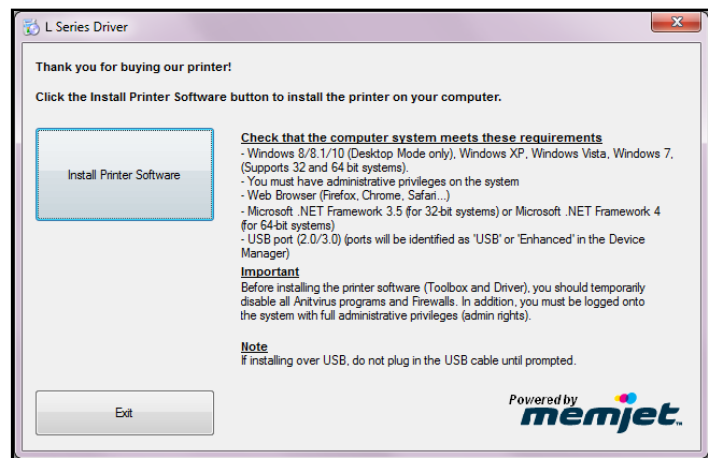 L Series Driver
Thank you for buying our printer!
Click the Install Printer Software button to install the printer on your computer.
Install Printer Software
Check that the computer system meets these requirements
- Windows 8/8.1/10 (Desktop Mode only), Windows XP, Windows Vista, Windows 7,
(Supports 32 and 64 bit systems).
- You must have administrative privileges on the system
- Web Browser (Firefox, Chrome, Safari...)
- Microsoft .NET Framework 3.5 (for 32-bit systems) or Microsoft .NET Framework 4
(for 64-bit systems)
- USB port (2.0/3.0) (ports will be identified as 'USB' or 'Enhanced' in the Device
Manager)
Important
Before installing the printer software (Toolbox and Driver), you should temporarily
disable all Anitvirus programs and Firewalls. In addition, you must be logged onto
the system with full administrative privileges (admin rights).
Note
If installing over USB, do not plug in the USB cable until prompted.
Exit
Powered by
memjet™